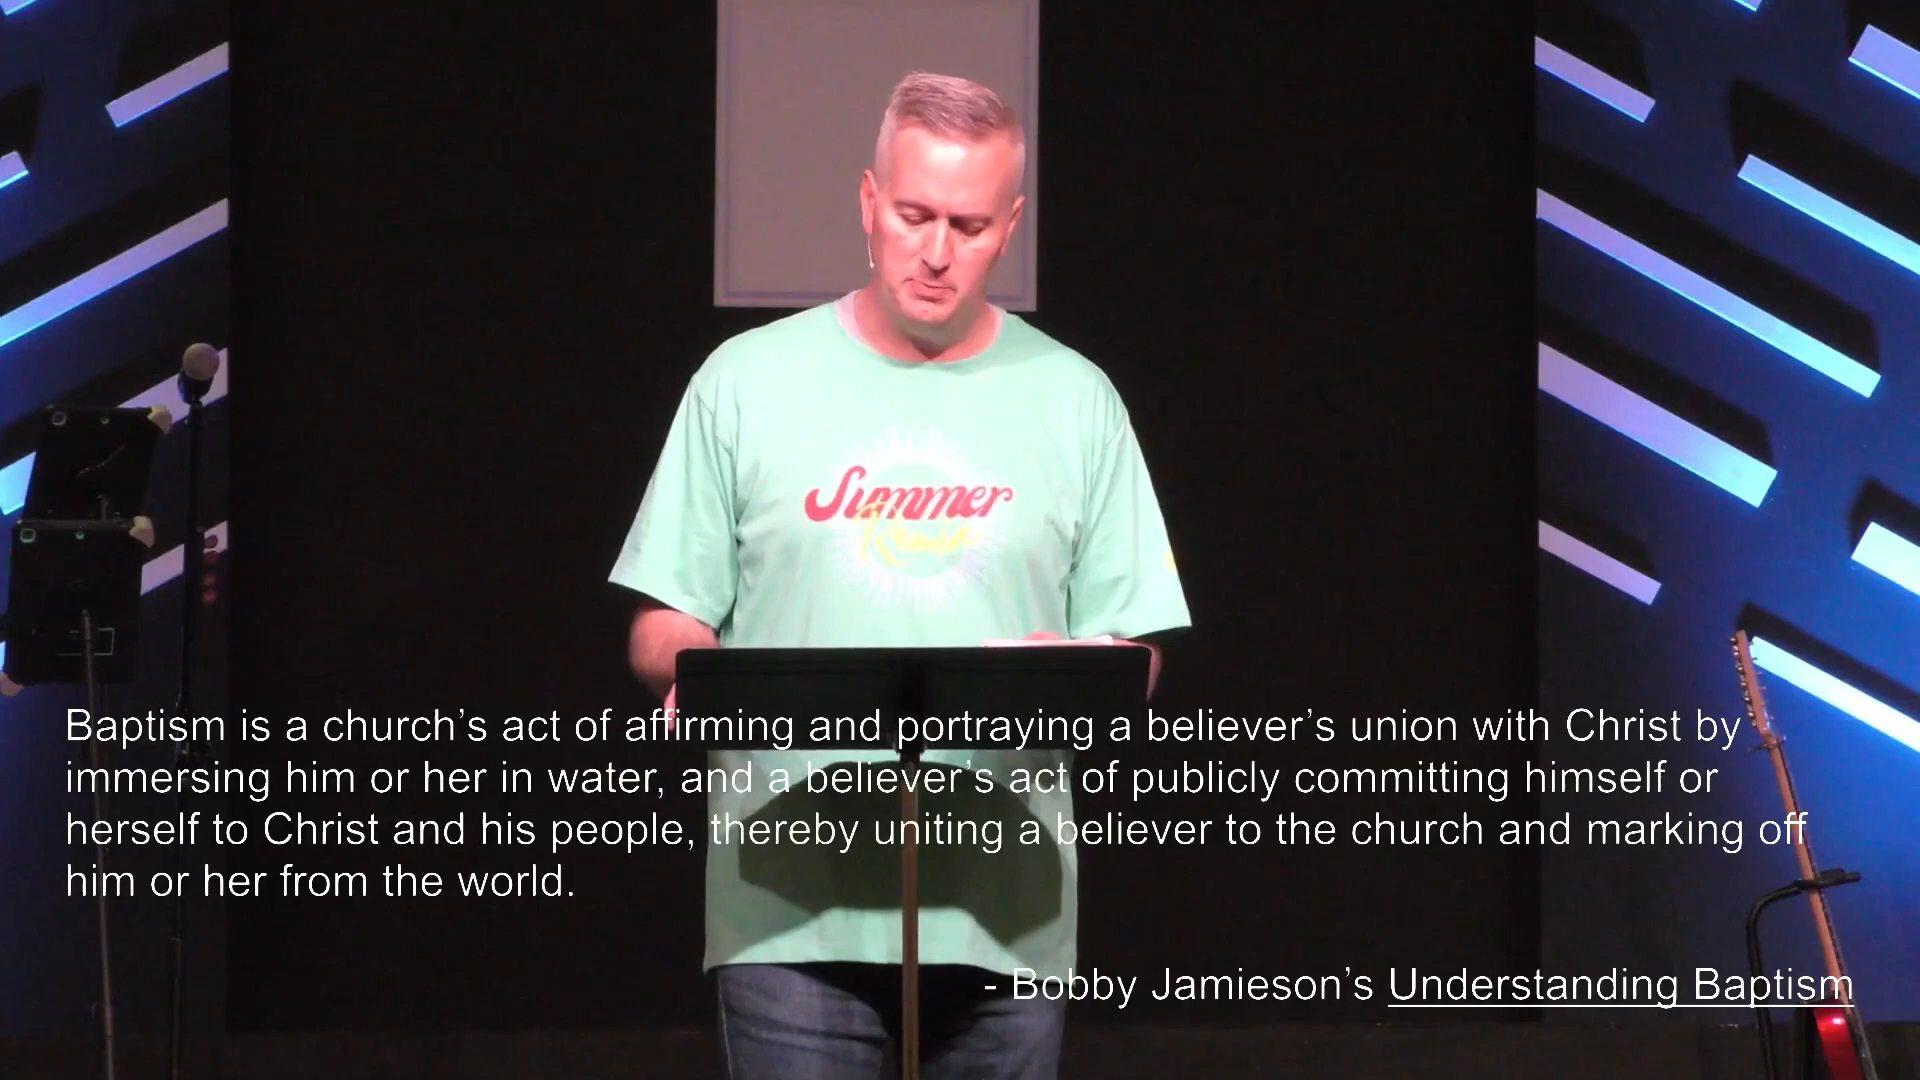 Summer
Remix
Baptism is a church’s act of affirming and portraying a believer’s union with Christ by
immersing him or her in water, and a believer’s act of publicly committing himself or
herself to Christ and his people, thereby uniting a believer to the church and marking off
him or her from the world.
- Bobby Jamieson’s Understanding Baptism